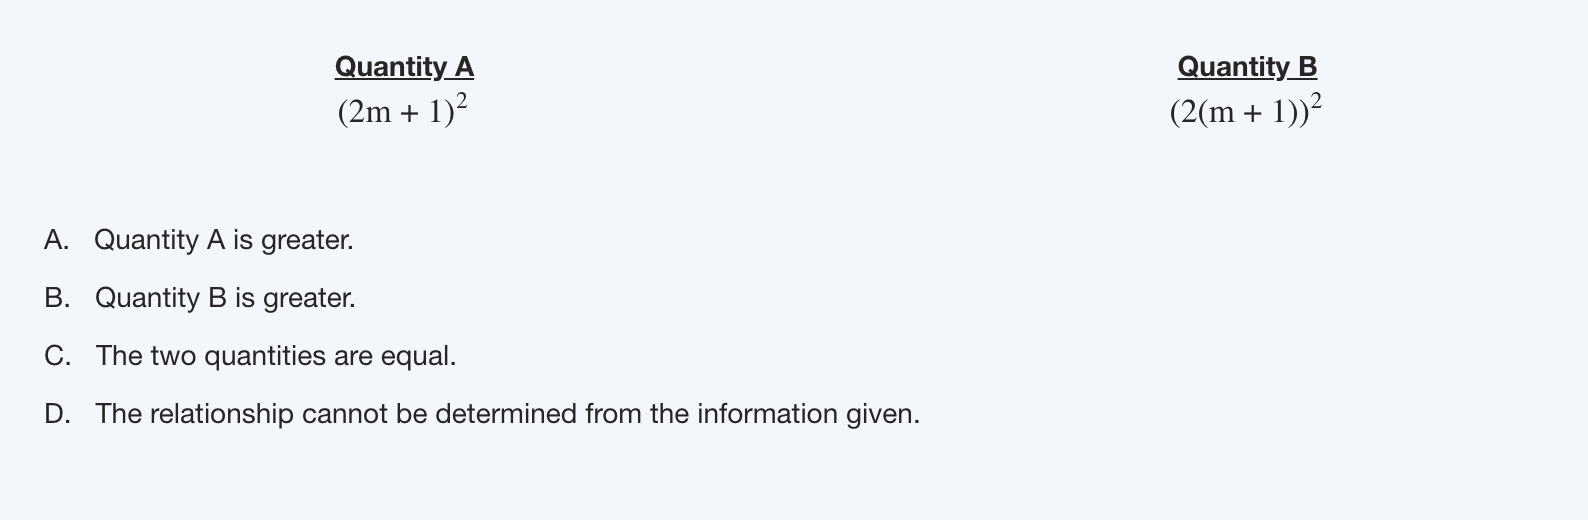 Quantity A Quantity B
(2m + 1)² (2(m + 1))²
A. Quantity A is greater.
B. Quantity B is greater.
C. The two quantities are equal.
D. The relationship cannot be determined from the information given.